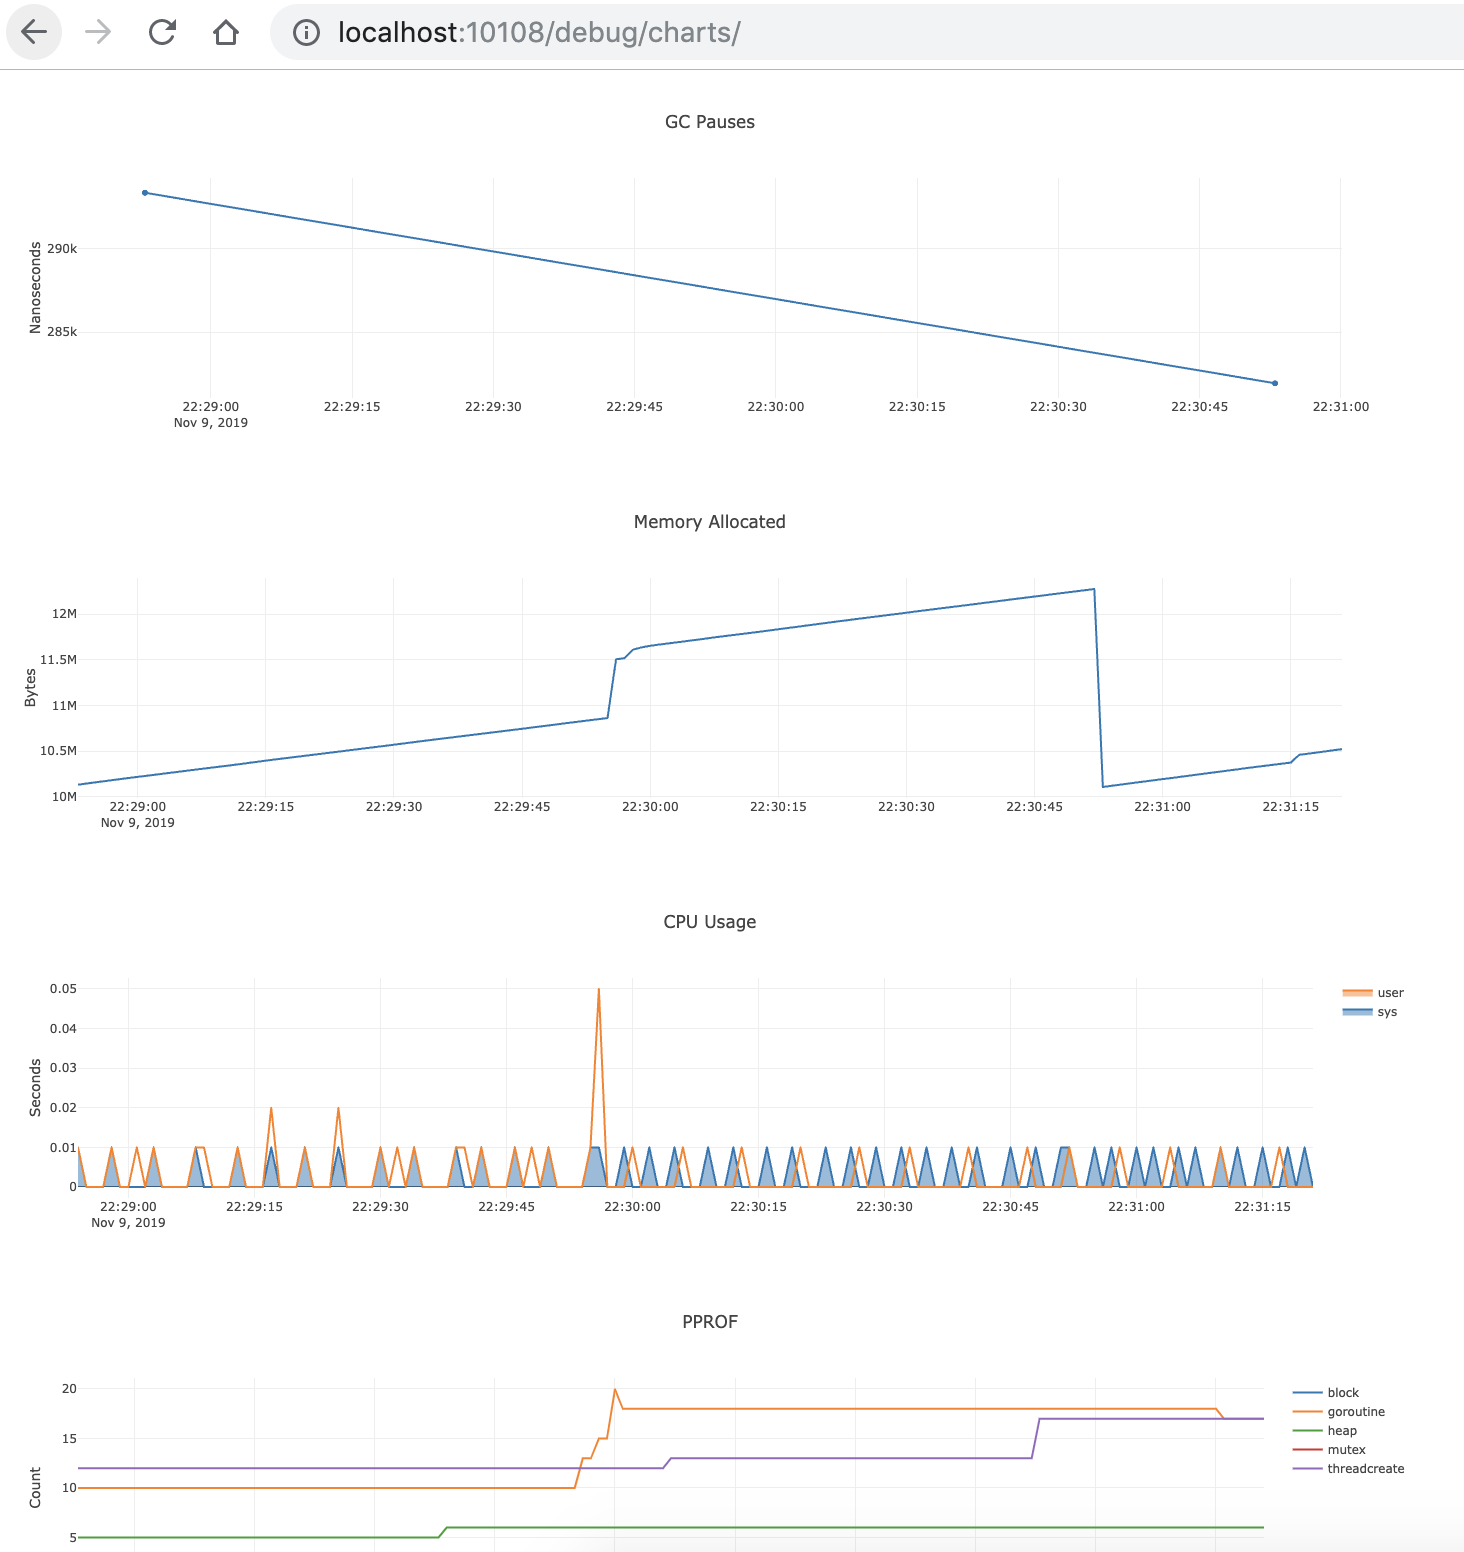 localhost:10108/debug/charts/
GC Pauses
Nanoseconds
290k
285k
22:29:00 22:29:15 22:29:30 22:29:45 22:30:00 22:30:15 22:30:30 22:30:45 22:31:00
Nov 9, 2019
Memory Allocated
Bytes
12M
11.5M
11M
10.5M
10M
22:29:00 22:29:15 22:29:30 22:29:45 22:30:00 22:30:15 22:30:30 22:30:45 22:31:00 22:31:15
Nov 9, 2019
CPU Usage
Seconds
0.05
0.04
0.03
0.02
0.01
0
user
sys
22:29:00 22:29:15 22:29:30 22:29:45 22:30:00 22:30:15 22:30:30 22:30:45 22:31:00 22:31:15
Nov 9, 2019
PPROF
Count
20
15
10
5
block
goroutine
heap
mutex
threadcreate